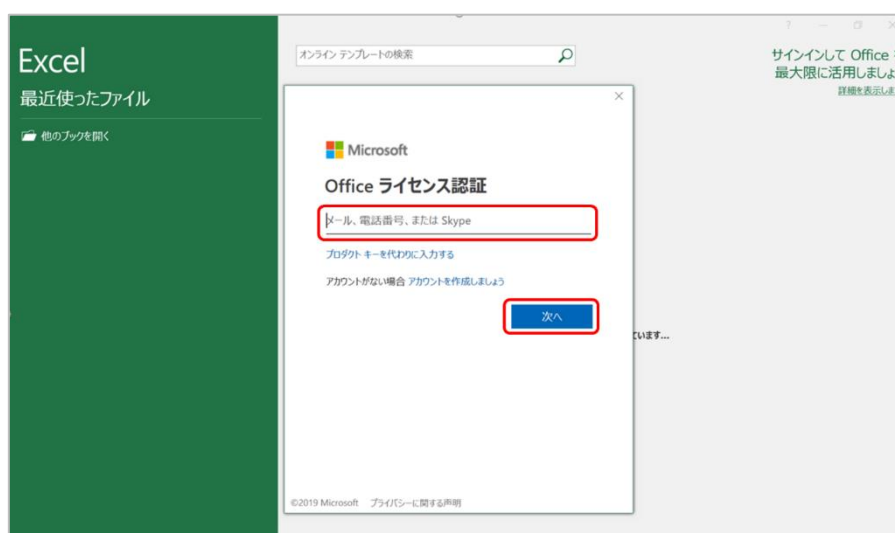 Excel
最近使ったファイル
他のブックを開く
オンライン テンプレートの検索
サインインして Office
最大限に活用しましょ
詳細を表示しま
Microsoft
Office ライセンス認証
メール、電話番号、または Skype
プロダクト キーを代わりに入力する
アカウントがない場合 アカウントを作成しましょう
次へ
ています...
©2019 Microsoft プライバシーに関する声明